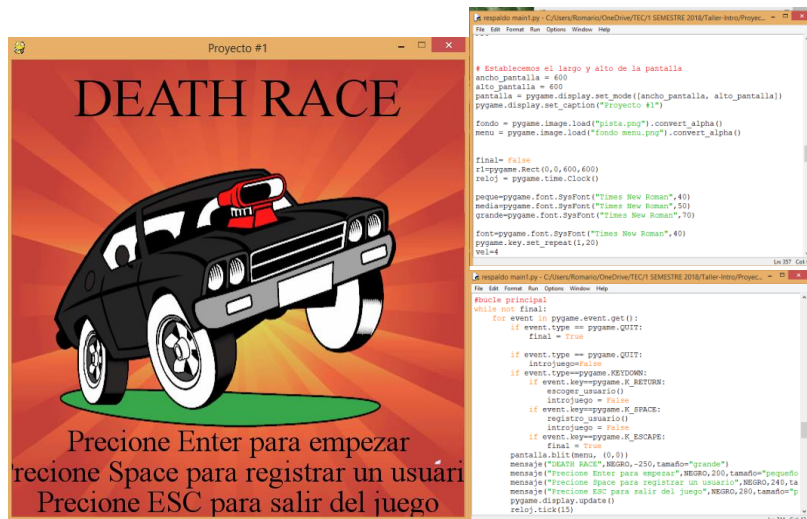 Proyecto #1
DEATH RACE
Precione Enter para empezar
recione Space para registrar un usuari
Precione ESC para salir del juego
respaldo main1.py - C:/Users/Romario/OneDrive/TEC/1 SEMESTRE 2018/Taller-Intro/Proyec...
File Edit Format Run Options Window Help
# Establecemos el largo y alto de la pantalla
ancho_pantalla = 600
alto_pantalla = 600
pantalla = pygame.display.set_mode([ancho_pantalla, alto_pantalla])
pygame.display.set_caption("Proyecto #1")
fondo = pygame.image.load("pista.png").convert_alpha()
menu = pygame.image.load("fondo menu.png").convert_alpha()
final= False
r1=pygame.Rect(0,0,600,600)
reloj = pygame.time.Clock()
peque=pygame.font.SysFont("Times New Roman",40)
media=pygame.font.SysFont("Times New Roman",50)
grande=pygame.font.SysFont("Times New Roman",70)
font=pygame.font.SysFont("Times New Roman",40)
pygame.key.set_repeat(1,20)
vel=4
Ln 357 Col
respaldo main1.py - C:/Users/Romario/OneDrive/TEC/1 SEMESTRE 2018/Taller-Intro/Proyec...
File Edit Format Run Options Window Help
#bucle principal
while not final:
for event in pygame.event.get():
if event.type == pygame.QUIT:
final = True
if event.type == pygame.QUIT:
introjuego=False
if event.type==pygame.KEYDOWN:
if event.key==pygame.K_RETURN:
escoger_usuario()
introjuego = False
if event.key==pygame.K_SPACE:
registro_usuario()
introjuego = False
if event.key==pygame.K_ESCAPE:
final = True
pantalla.blit(menu, (0,0))
mensaje("DEATH RACE",NEGRO,-250,tamaño="grande")
mensaje("Precione Enter para empezar",NEGRO,200,tamaño="pequeño
mensaje("Precione Space para registrar un usuario",NEGRO,240,ta
mensaje("Precione ESC para salir del juego",NEGRO,280,tamaño="p
pygame.display.update()
reloj.tick(15)